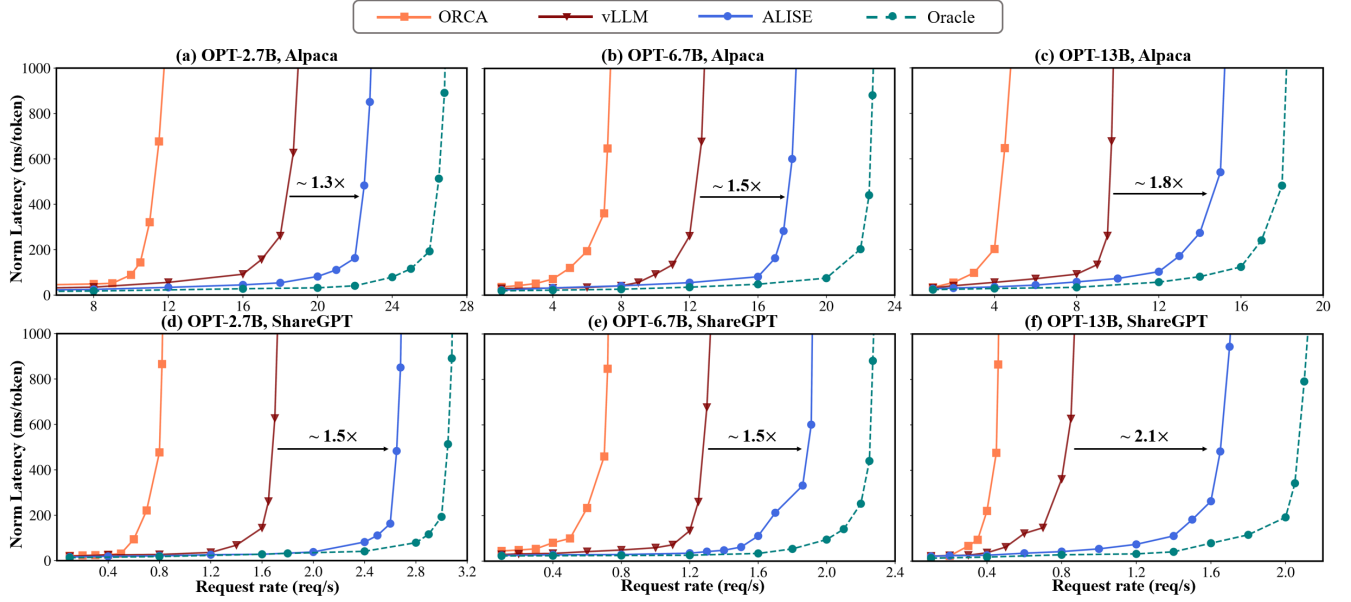 ORCA vLLM ALISE Oracle
(a) OPT-2.7B, Alpaca (b) OPT-6.7B, Alpaca (c) OPT-13B, Alpaca
Norm Latency (ms/token)
1000
800
600
400
200
0
~ 1.3× ~ 1.5× ~ 1.8×
8 12 16 20 24 28 4 8 12 16 20 24 4 8 12 16 20
(d) OPT-2.7B, ShareGPT (e) OPT-6.7B, ShareGPT (f) OPT-13B, ShareGPT
Norm Latency (ms/token)
1000
800
600
400
200
0
~ 1.5× ~ 1.5× ~ 2.1×
0.4 0.8 1.2 1.6 2.0 2.4 2.8 3.2 0.4 0.8 1.2 1.6 2.0 2.4 0.4 0.8 1.2 1.6 2.0
Request rate (req/s) Request rate (req/s) Request rate (req/s)